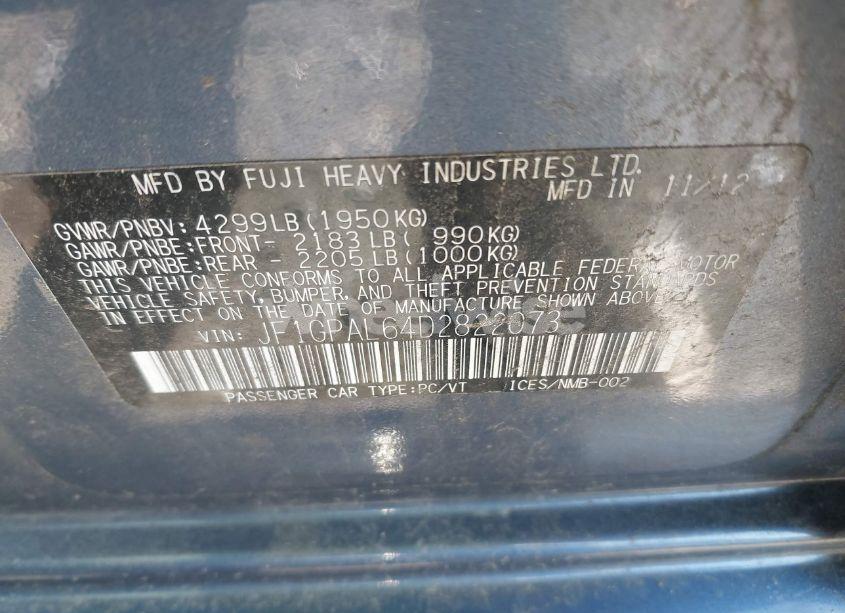 MFD BY FUJI HEAVY INDUSTRIES LTD.
MFD IN 11/12
GVWR/PNBV: 4299LB(1950KG)
GAWR/PNBE:FRONT- 2183LB( 990KG)
GAWR/PNBE:REAR - 2205LB(1000KG)
THIS VEHICLE CONFORMS TO ALL APPLICABLE FEDERAL MOTOR
VEHICLE SAFETY, BUMPER, AND THEFT PREVENTION STANDARDS
IN EFFECT ON THE DATE OF MANUFACTURE SHOWN ABOVE.
VIN: JF1GPAL64D2822073
PASSENGER CAR TYPE:PC/VT ICES/NMB-002